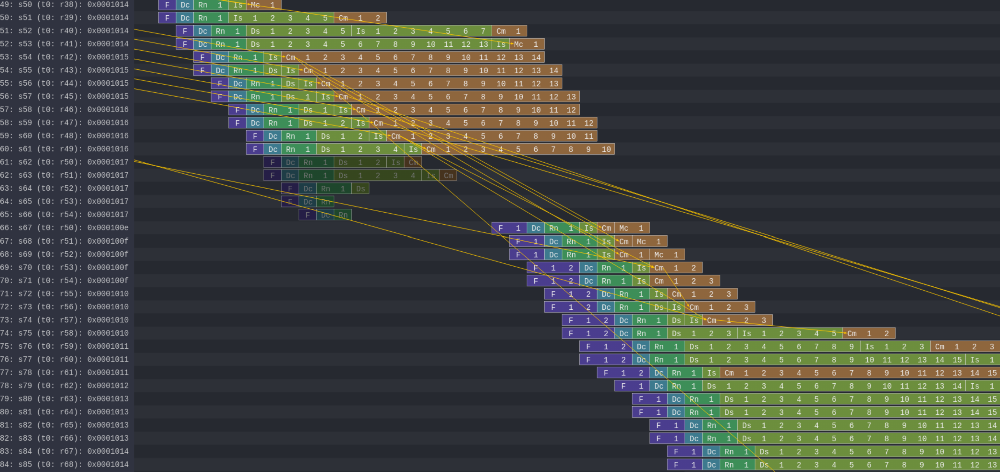 49: s50 (t0: r38): 0x0001014 F Dc Rn 1 Is Mc 1
50: s51 (t0: r39): 0x0001014 F Dc Rn 1 Is 1 2 3 4 5 Cm 1 2
51: s52 (t0: r40): 0x0001014 F Dc Rn 1 Ds 1 2 3 4 5 Is 1 2 3 4 5 6 7 Cm 1
52: s53 (t0: r41): 0x0001014 F Dc Rn 1 Ds 1 2 3 4 5 6 7 8 9 10 11 12 13 Is Mc 1
53: s54 (t0: r42): 0x0001015 F Dc Rn 1 Is Cm 1 2 3 4 5 6 7 8 9 10 11 12 13 14
54: s55 (t0: r43): 0x0001015 F Dc Rn 1 Ds Is Cm 1 2 3 4 5 6 7 8 9 10 11 12 13 14
55: s56 (t0: r44): 0x0001015 F Dc Rn 1 Ds Is Cm 1 2 3 4 5 6 7 8 9 10 11 12 13
56: s57 (t0: r45): 0x0001015 F Dc Rn 1 Ds 1 Is Cm 1 2 3 4 5 6 7 8 9 10 11 12 13
57: s58 (t0: r46): 0x0001016 F Dc Rn 1 Ds 1 Is Cm 1 2 3 4 5 6 7 8 9 10 11 12
58: s59 (t0: r47): 0x0001016 F Dc Rn 1 Ds 1 2 Is Cm 1 2 3 4 5 6 7 8 9 10 11 12
59: s60 (t0: r48): 0x0001016 F Dc Rn 1 Ds 1 2 Is Cm 1 2 3 4 5 6 7 8 9 10 11
60: s61 (t0: r49): 0x0001016 F Dc Rn 1 Ds 1 2 3 4 Is Cm 1 2 3 4 5 6 7 8 9 10
61: s62 (t0: r50): 0x0001017 F Dc Rn 1 Ds 1 2 Is Cm
62: s63 (t0: r51): 0x0001017 F Dc Rn 1 Ds 1 2 3 4 Is Cm
63: s64 (t0: r52): 0x0001017 F Dc Rn 1 Ds
64: s65 (t0: r53): 0x0001017 F Dc Rn
65: s66 (t0: r54): 0x0001017 F Dc Rn
66: s67 (t0: r50): 0x000100e F 1 Dc Rn 1 Is Cm Mc 1
67: s68 (t0: r51): 0x000100f F 1 Dc Rn 1 Is Cm Mc 1
68: s69 (t0: r52): 0x000100f F 1 Dc Rn 1 Is Cm 1 Mc 1
69: s70 (t0: r53): 0x000100f F 1 2 Dc Rn 1 Is Cm 1 2
70: s71 (t0: r54): 0x000100f F 1 2 Dc Rn 1 Is Cm 1 2 3
71: s72 (t0: r55): 0x0001010 F 1 2 Dc Rn 1 Is Cm 1 2 3
72: s73 (t0: r56): 0x0001010 F 1 2 Dc Rn 1 Ds Is Cm 1 2 3
73: s74 (t0: r57): 0x0001010 F 1 2 Dc Rn 1 Ds Is Cm 1 2 3
74: s75 (t0: r58): 0x0001010 F 1 2 Dc Rn 1 Ds 1 2 3 Is 1 2 3 4 5 Cm 1 2
75: s76 (t0: r59): 0x0001011 F 1 2 Dc Rn 1 Ds 1 2 3 4 5 6 7 8 9 Is 1 2 3 Cm 1 2 3
76: s77 (t0: r60): 0x0001011 F 1 2 Dc Rn 1 Ds 1 2 3 4 5 6 7 8 9 10 11 12 13 14 15 Is 1
77: s78 (t0: r61): 0x0001011 F 1 2 Dc Rn 1 Is Cm 1 2 3 4 5 6 7 8 9 10 11 12 13 14 15
78: s79 (t0: r62): 0x0001012 F 1 Dc Rn 1 Ds 1 2 3 4 5 6 7 8 9 10 11 12 13 14 Is 1
79: s80 (t0: r63): 0x0001013 F 1 Dc Rn 1 Ds 1 2 3 4 5 6 7 8 9 10 11 12 13 14 15
80: s81 (t0: r64): 0x0001013 F 1 Dc Rn 1 Ds 1 2 3 4 5 6 7 8 9 10 11 12 13 14 15
81: s82 (t0: r65): 0x0001013 F 1 Dc Rn 1 Ds 1 2 3 4 5 6 7 8 9 10 11 12 13 14
82: s83 (t0: r66): 0x0001013 F 1 Dc Rn 1 Ds 1 2 3 4 5 6 7 8 9 10 11 12 13 14
83: s84 (t0: r67): 0x0001014 F 1 Dc Rn 1 Ds 1 2 3 4 5 6 7 8 9 10 11 12 13
84: s85 (t0: r68): 0x0001014 F 1 Dc Rn 1 Ds 1 2 3 4 5 6 7 8 9 10 11 12 13